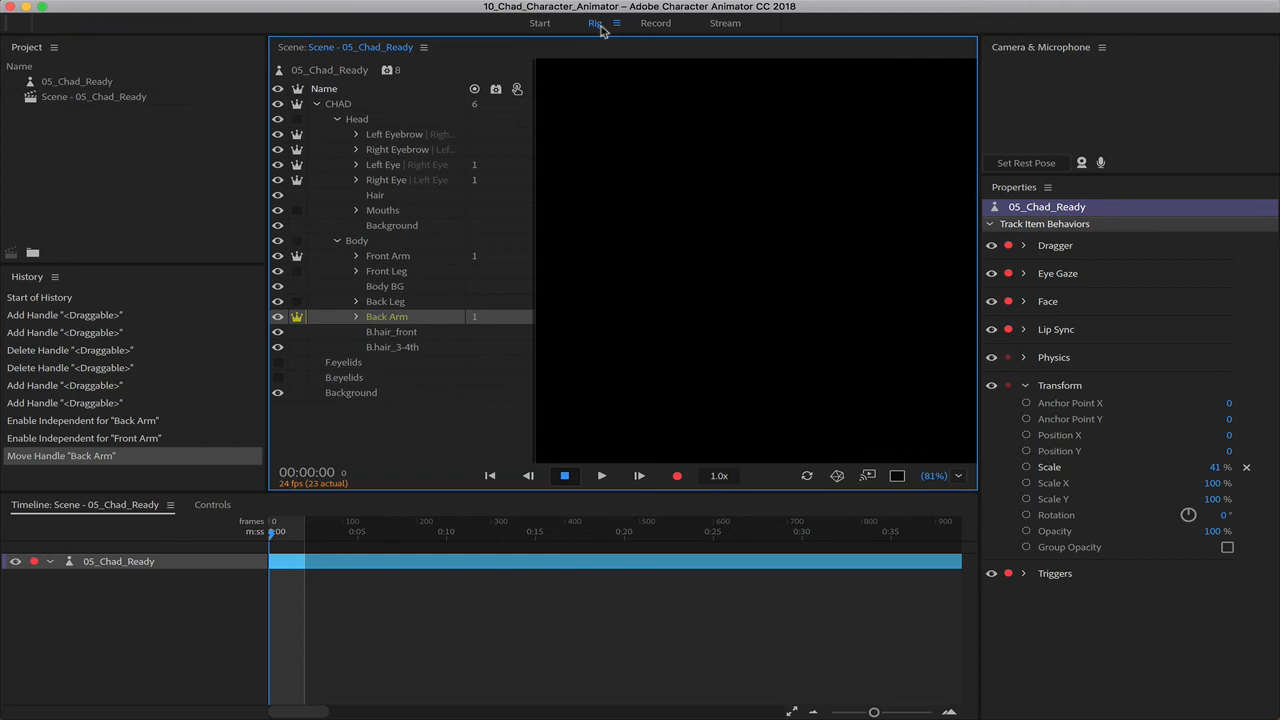 10_Chad_Character_Animator – Adobe Character Animator CC 2018
Start
Rig
Record
Stream
Project
Name
05_Chad_Ready
Scene - 05_Chad_Ready
History
Start of History
Add Handle "<Draggable>"
Add Handle "<Draggable>"
Delete Handle "<Draggable>"
Delete Handle "<Draggable>"
Add Handle "<Draggable>"
Add Handle "<Draggable>"
Enable Independent for "Back Arm"
Enable Independent for "Front Arm"
Move Handle "Back Arm"
Scene: Scene - 05_Chad_Ready
05_Chad_Ready 8
Name
CHAD 6
Head
Left Eyebrow | Righ...
Right Eyebrow | Lef...
Left Eye | Right Eye 1
Right Eye | Left Eye 1
Hair
Mouths
Background
Body
Front Arm 1
Front Leg
Body BG
Back Leg
Back Arm 1
B.hair_front
B.hair_3-4th
F.eyelids
B.eyelids
Background
00:00:00 0
24 fps (23 actual)
1.0x
(81%)
Camera & Microphone
Set Rest Pose
Properties
05_Chad_Ready
Track Item Behaviors
Dragger
Eye Gaze
Face
Lip Sync
Physics
Transform
Anchor Point X 0
Anchor Point Y 0
Position X 0
Position Y 0
Scale 41 %
Scale X 100 %
Scale Y 100 %
Rotation 0 °
Opacity 100 %
Group Opacity
Triggers
Timeline: Scene - 05_Chad_Ready
Controls
frames 0 100 200 300 400 500 600 700 800 900
m:ss 0:00 0:05 0:10 0:15 0:20 0:25 0:30 0:35
05_Chad_Ready